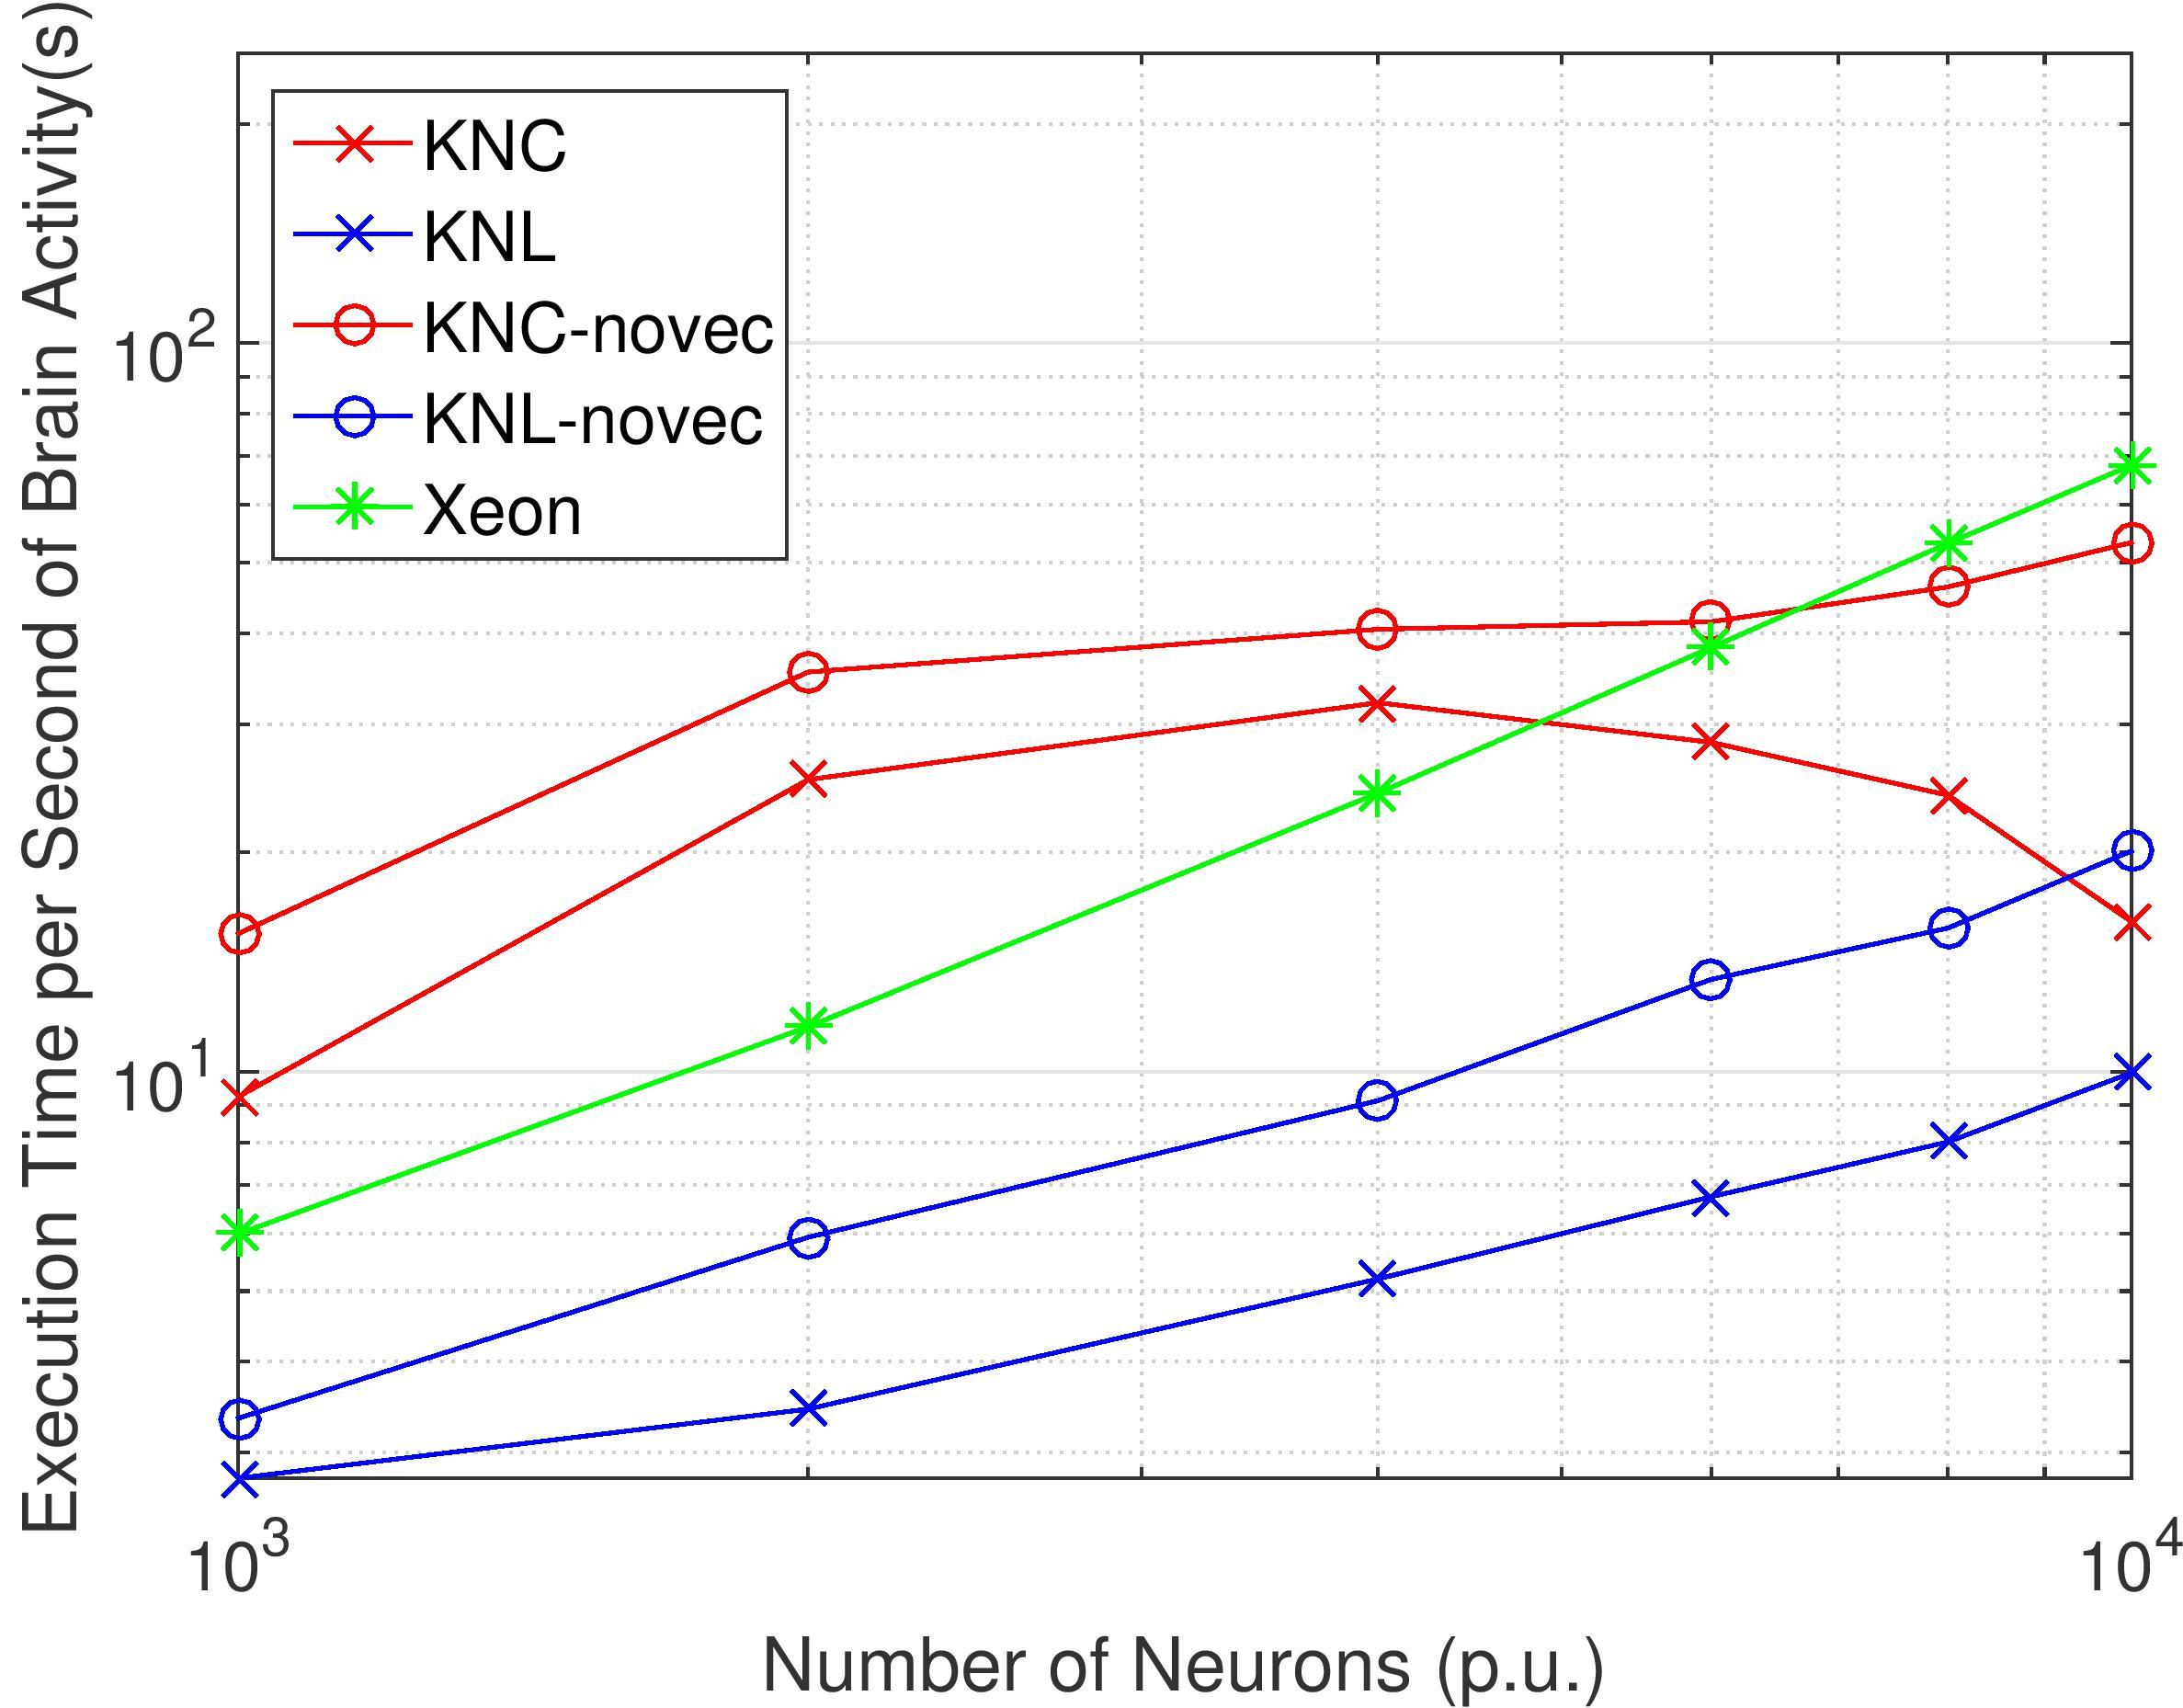 Execution Time per Second of Brain Activity(s)
KNC
KNL
KNC-novec
KNL-novec
Xeon
10^2
10^1
10^3
10^4
Number of Neurons (p.u.)